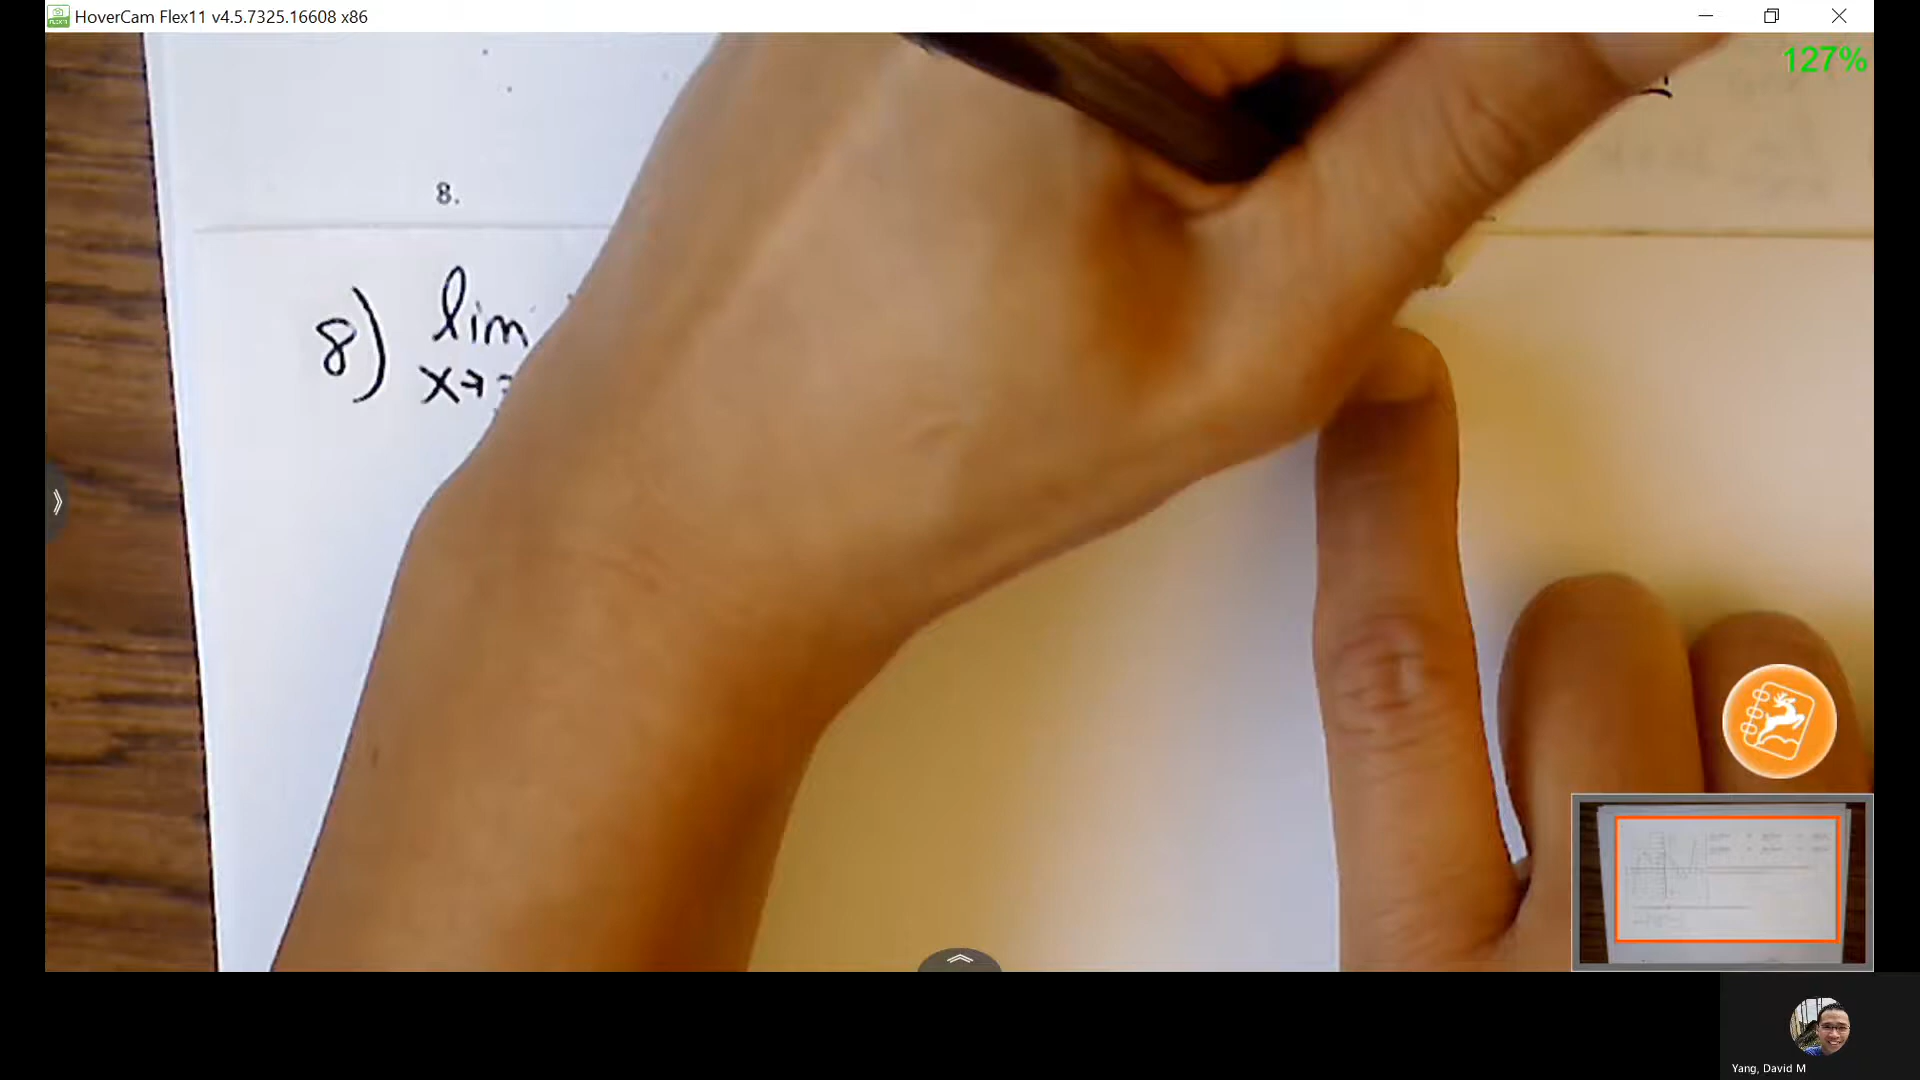 HoverCam Flex11 v4.5.7325.16608 x86
127%
8.
8) lim
x→
Yang, David M